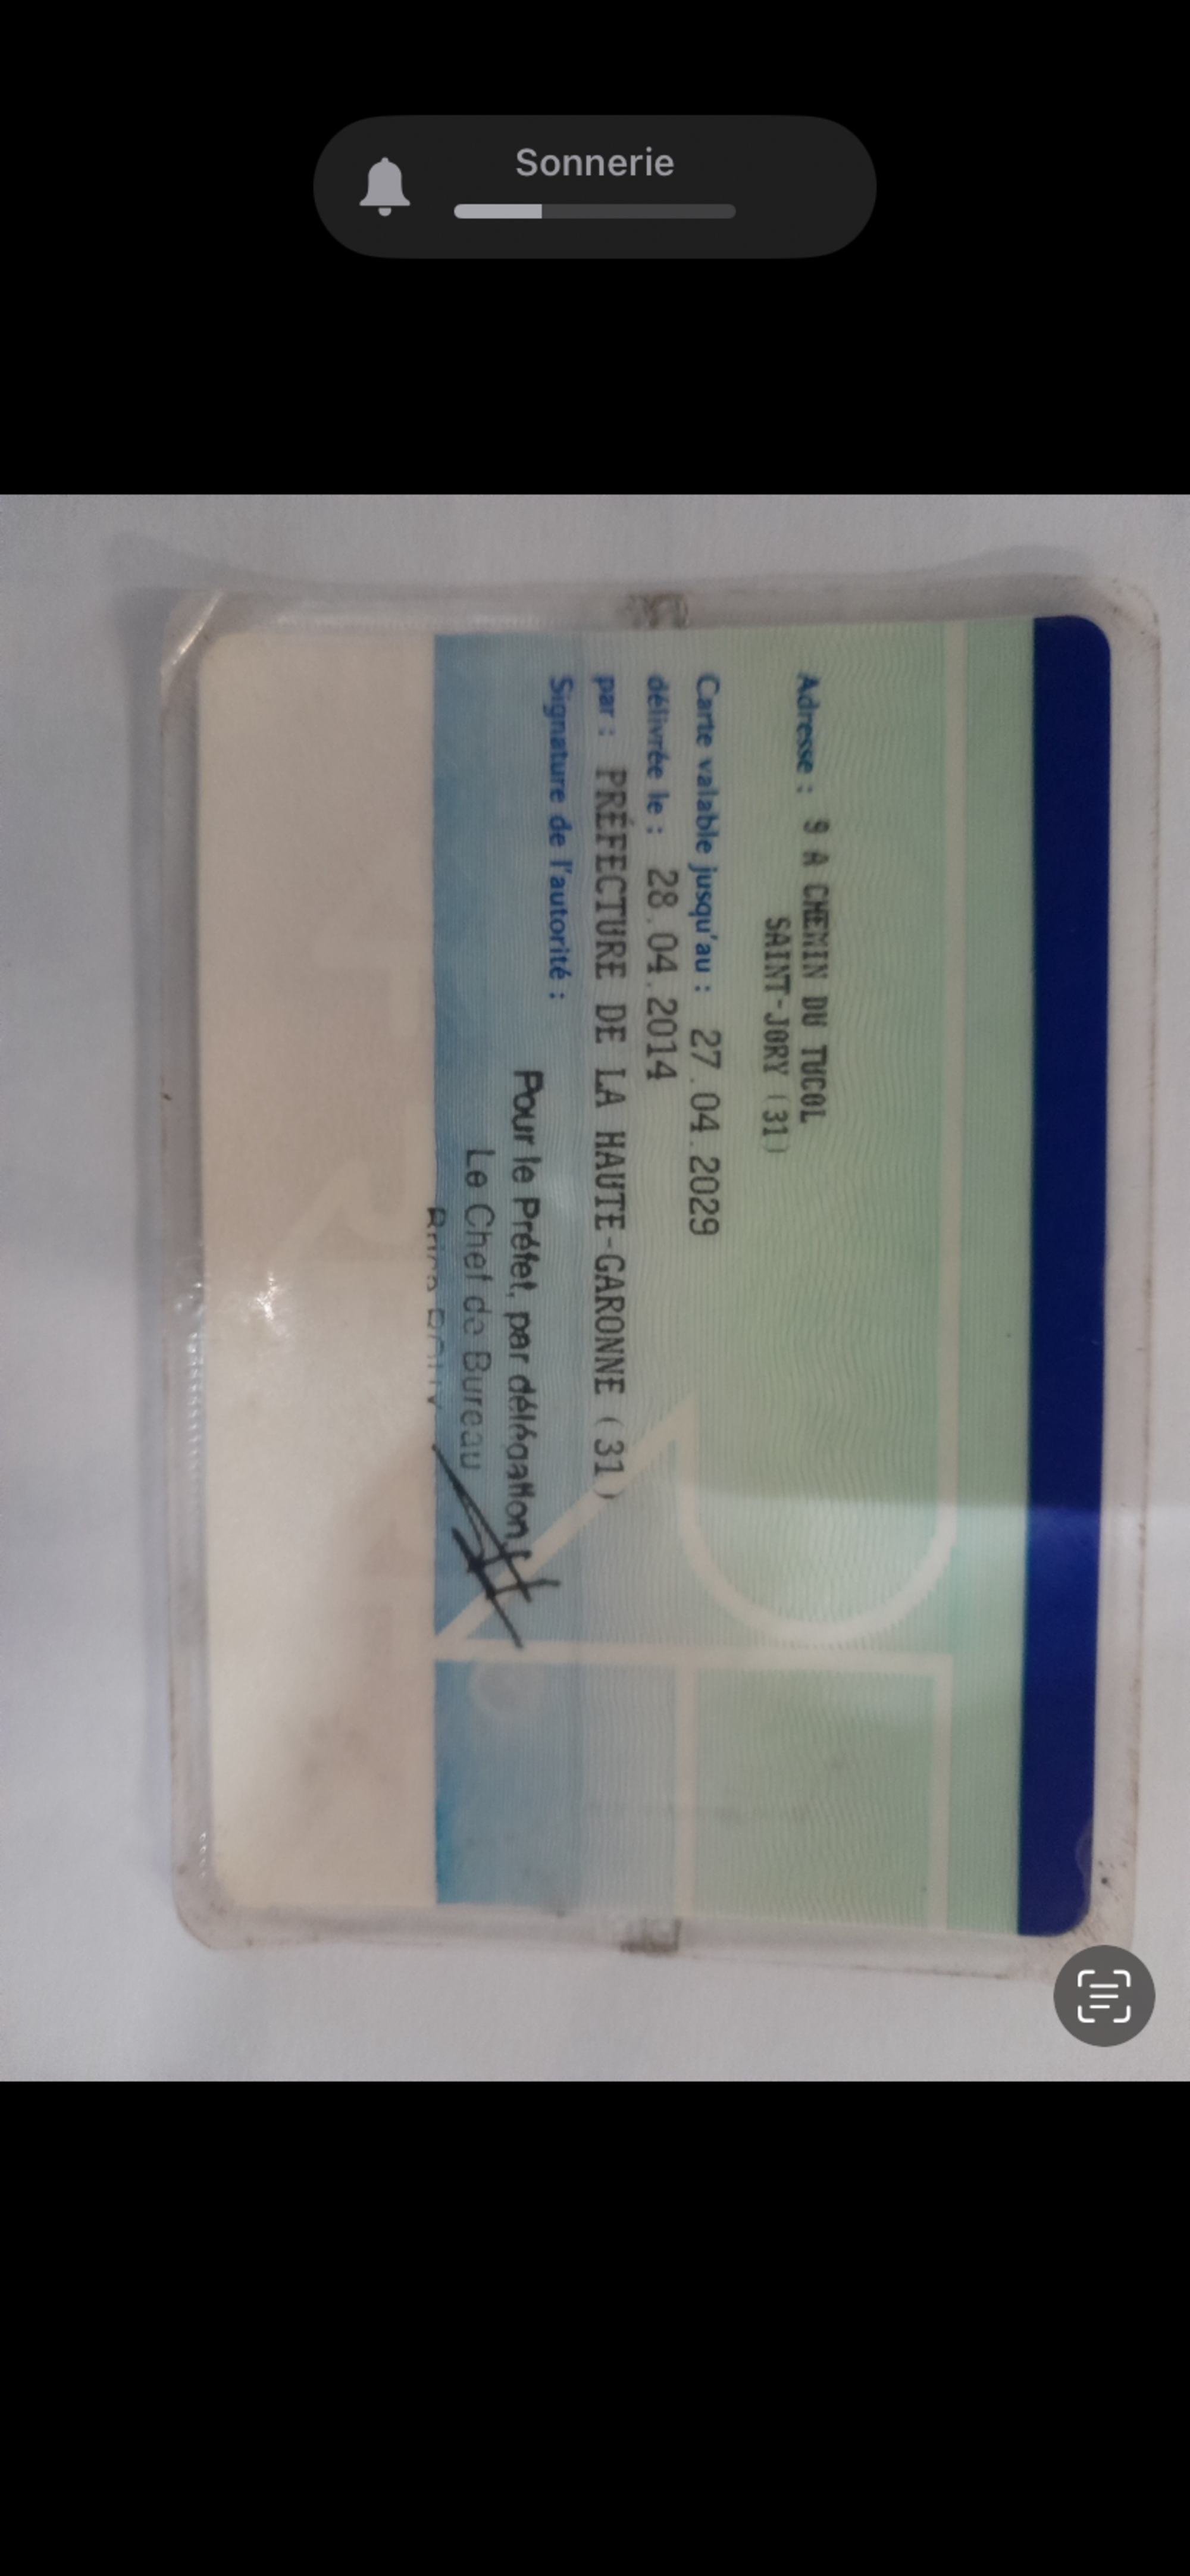 Sonnerie
Adresse : 9 A CHEMIN DU TUCOL
SAINT-JORY (31)
Carte valable jusqu'au : 27.04.2029
délivrée le : 28.04.2014
par : PRÉFECTURE DE LA HAUTE-GARONNE (31)
Signature de l'autorité :
Pour le Préfet, par délégation,
Le Chef de Bureau